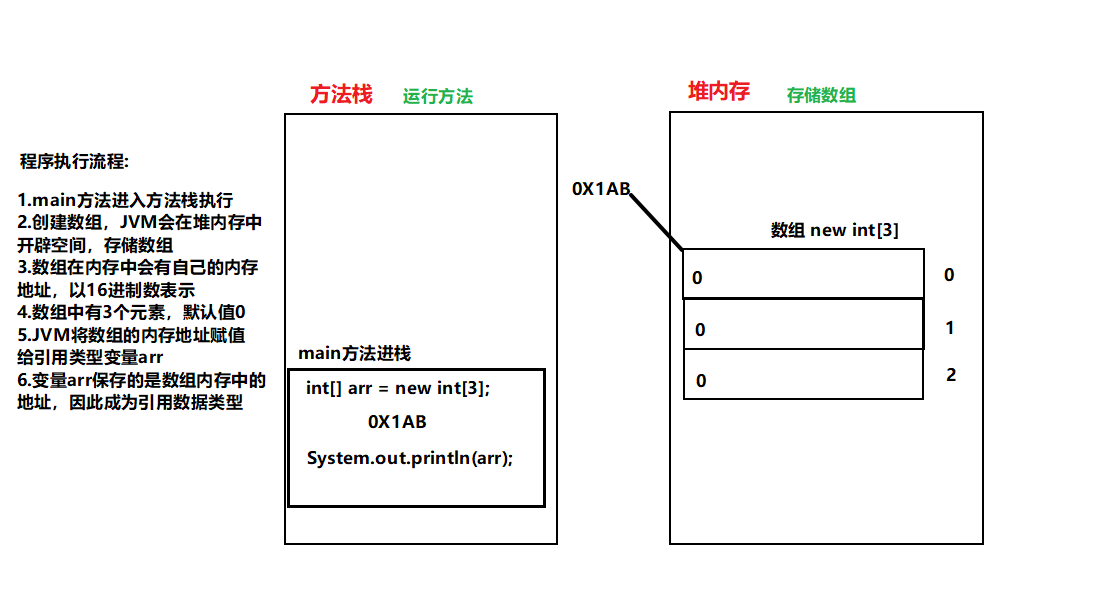 方法栈 运行方法
堆内存 存储数组
程序执行流程:
1.main方法进入方法栈执行
2.创建数组，JVM会在堆内存中
开辟空间，存储数组
3.数组在内存中会有自己的内存
地址，以16进制数表示
4.数组中有3个元素，默认值0
5.JVM将数组的内存地址赋值
给引用类型变量arr
6.变量arr保存的是数组内存中的
地址，因此成为引用数据类型
main方法进栈
int[] arr = new int[3];
0X1AB
System.out.println(arr);
0X1AB
数组 new int[3]
0 0
0 1
0 2